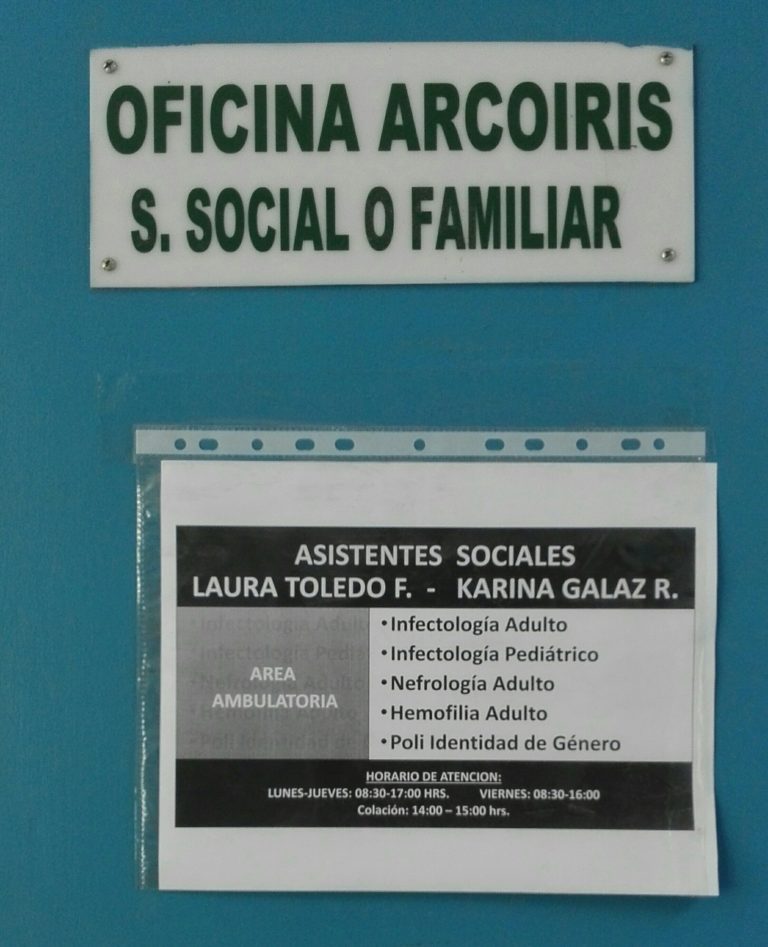 OFICINA ARCOIRIS
S. SOCIAL O FAMILIAR
ASISTENTES SOCIALES
LAURA TOLEDO F. - KARINA GALAZ R.
AREA
AMBULATORIA
•Infectología Adulto
•Infectología Pediátrico
•Nefrología Adulto
•Hemofilia Adulto
•Poli Identidad de Género
HORARIO DE ATENCION:
LUNES-JUEVES: 08:30-17:00 HRS. VIERNES: 08:30-16:00
Colación: 14:00 – 15:00 hrs.